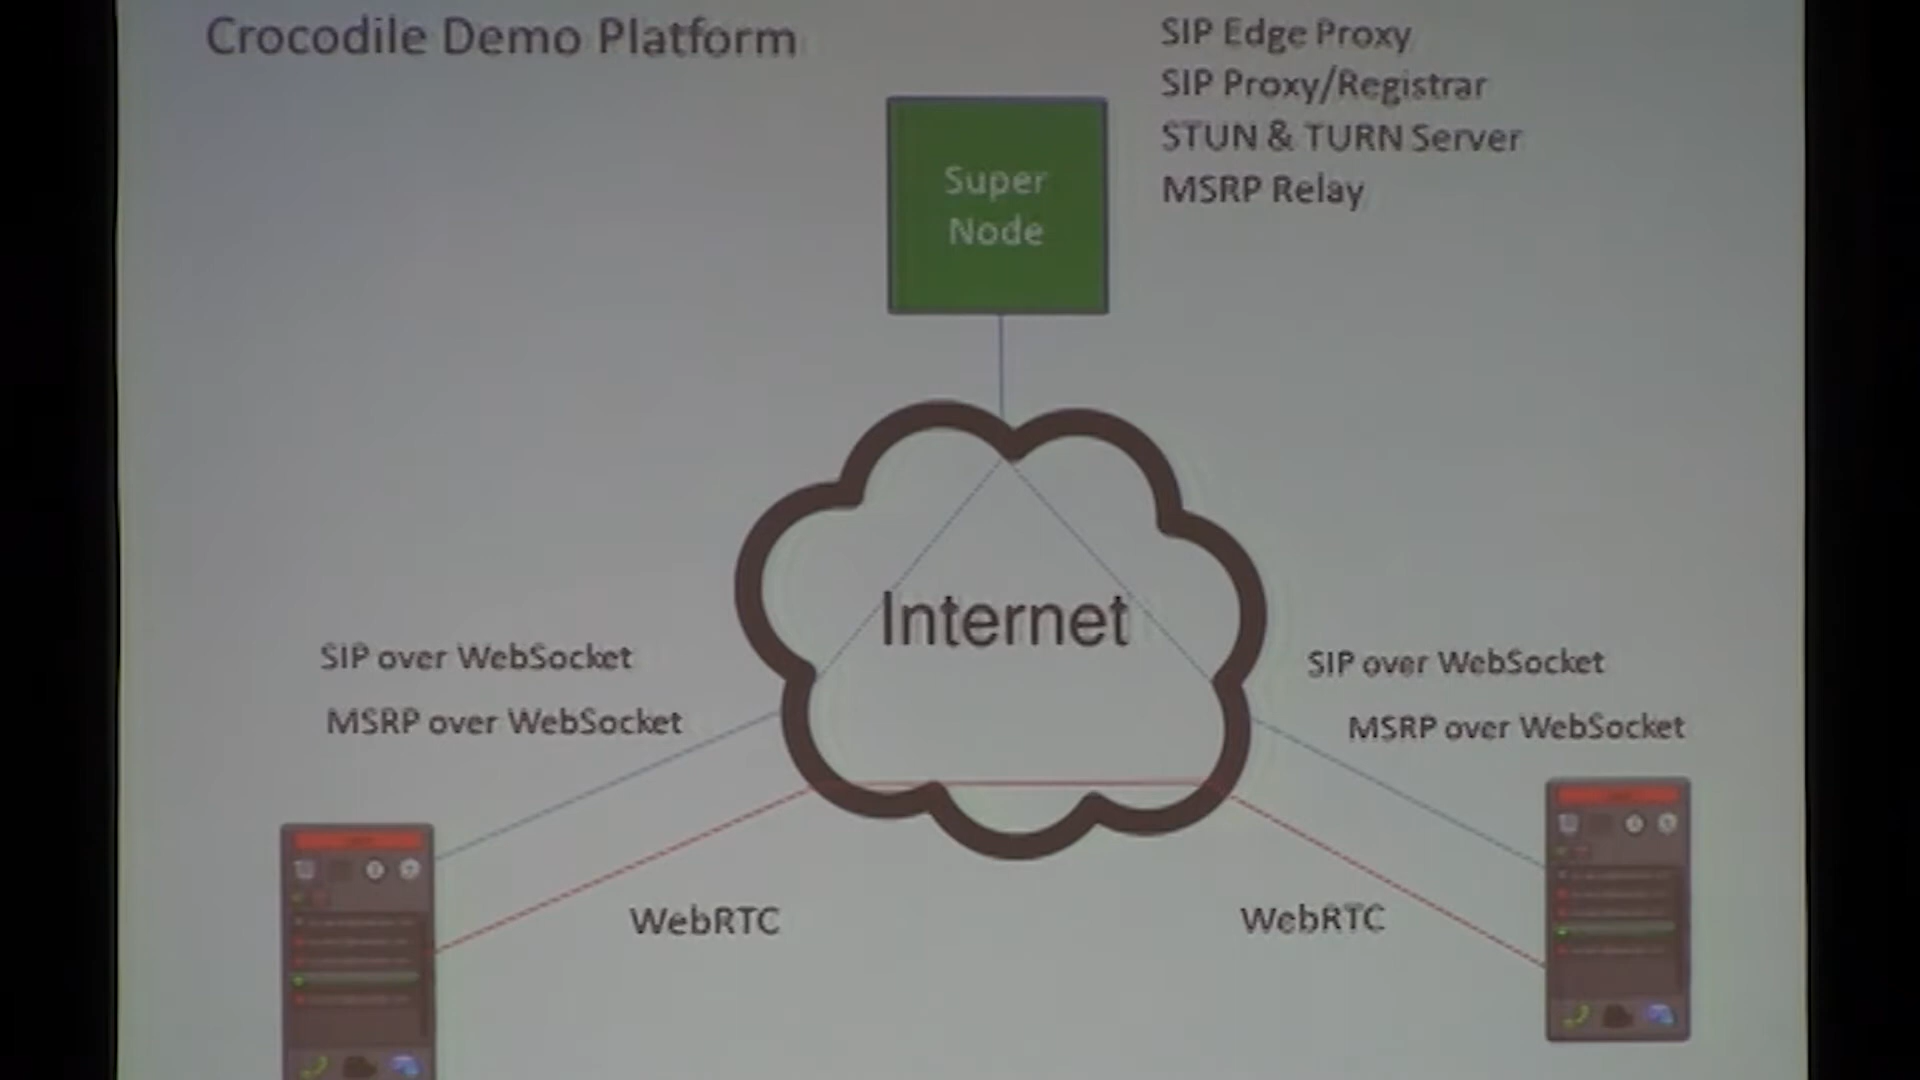 Crocodile Demo Platform
SIP Edge Proxy
SIP Proxy/Registrar
STUN & TURN Server
MSRP Relay
Super
Node
Internet
SIP over WebSocket
MSRP over WebSocket
SIP over WebSocket
MSRP over WebSocket
WebRTC
WebRTC